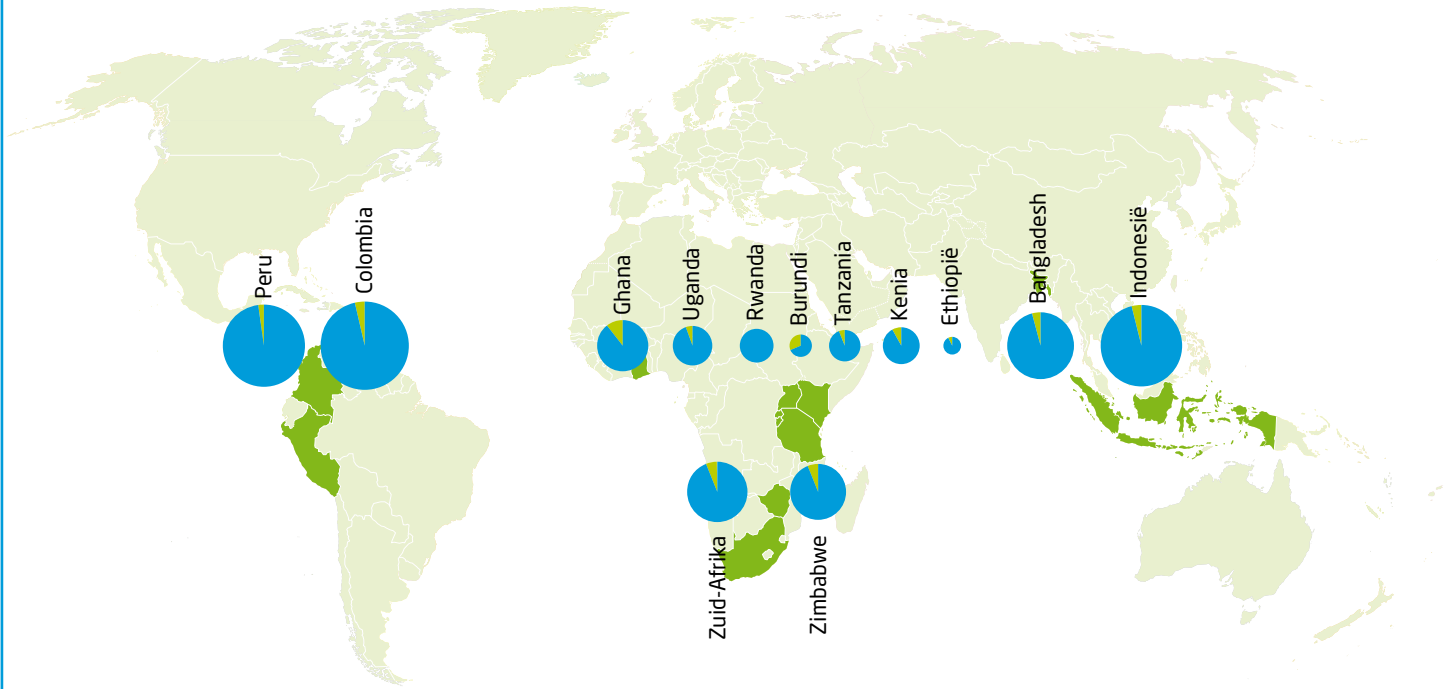 Peru
Colombia
Ghana
Uganda
Rwanda
Burundi
Tanzania
Kenia
Ethiopië
Bangladesh
Indonesië
Zuid-Afrika
Zimbabwe